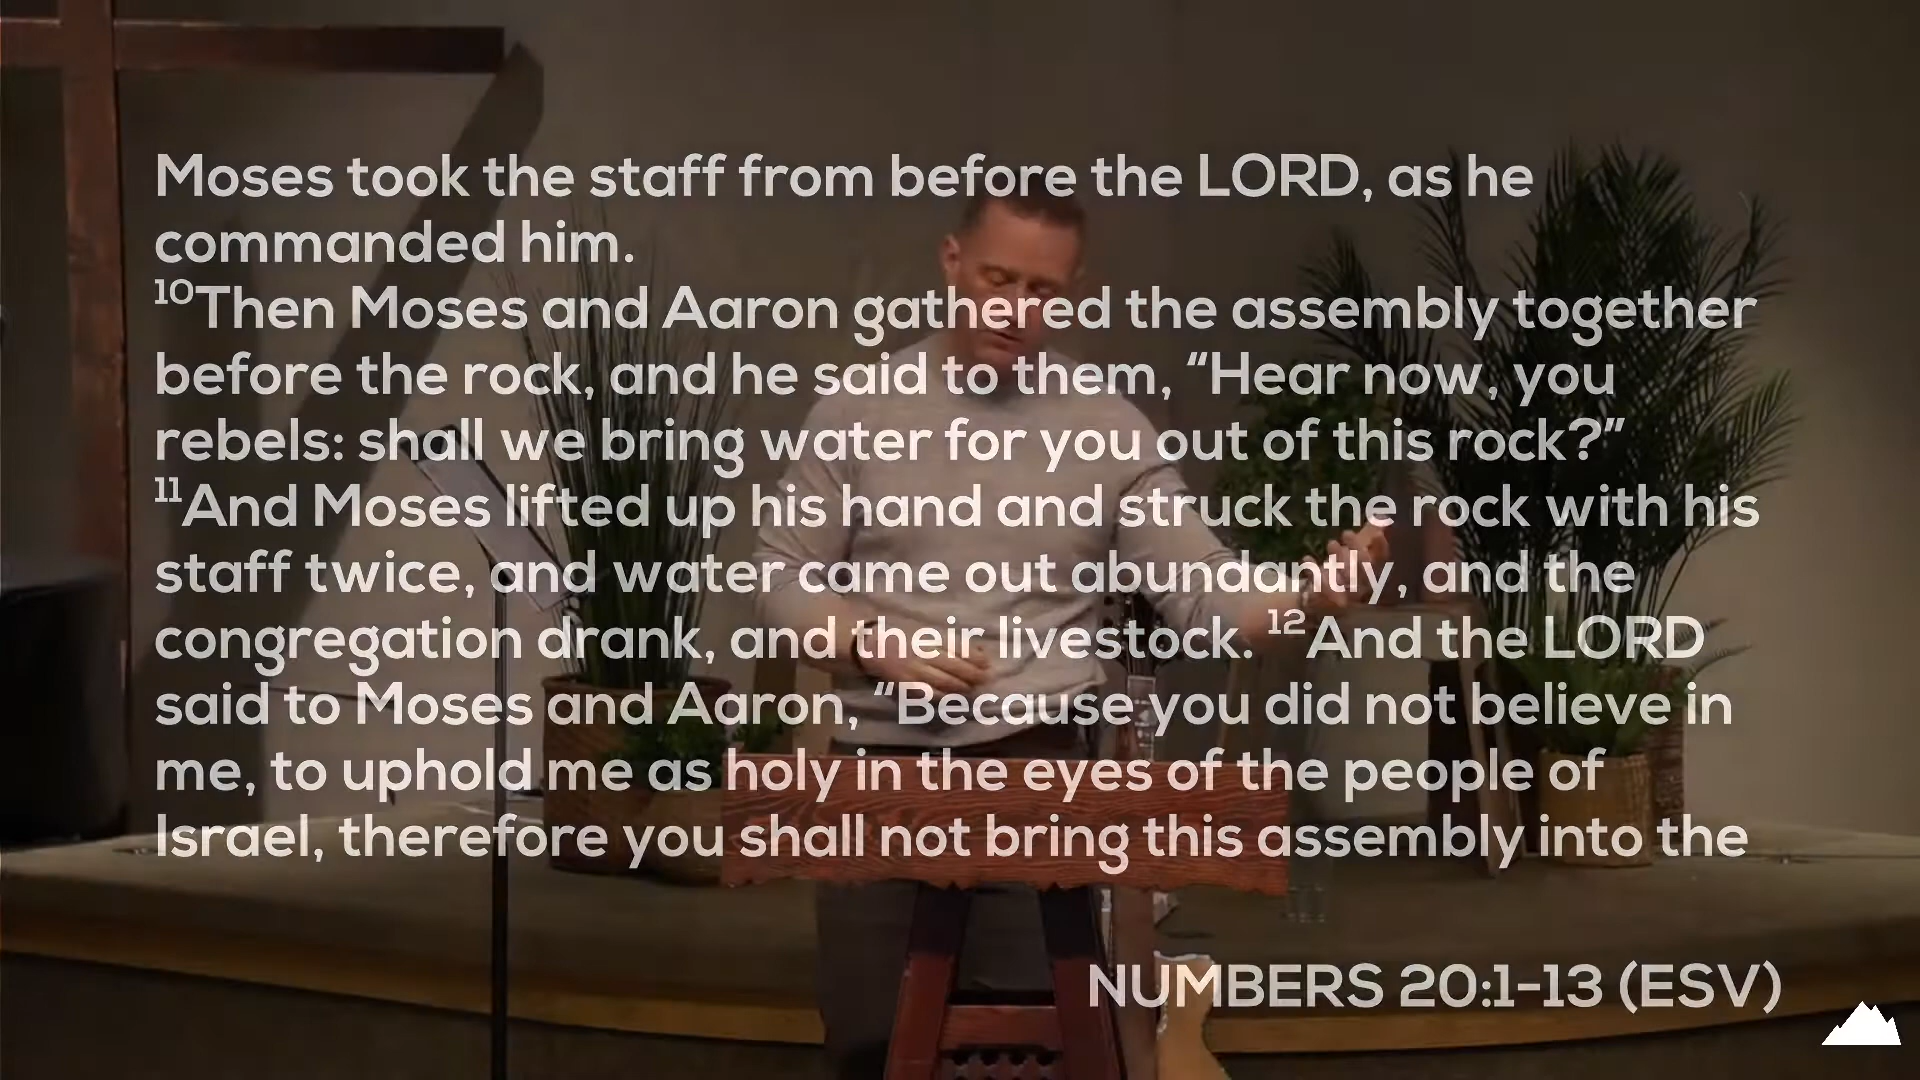 Moses took the staff from before the LORD, as he
commanded him.
¹⁰Then Moses and Aaron gathered the assembly together
before the rock, and he said to them, “Hear now, you
rebels: shall we bring water for you out of this rock?”
¹¹And Moses lifted up his hand and struck the rock with his
staff twice, and water came out abundantly, and the
congregation drank, and their livestock. ¹²And the LORD
said to Moses and Aaron, “Because you did not believe in
me, to uphold me as holy in the eyes of the people of
Israel, therefore you shall not bring this assembly into the
NUMBERS 20:1-13 (ESV)